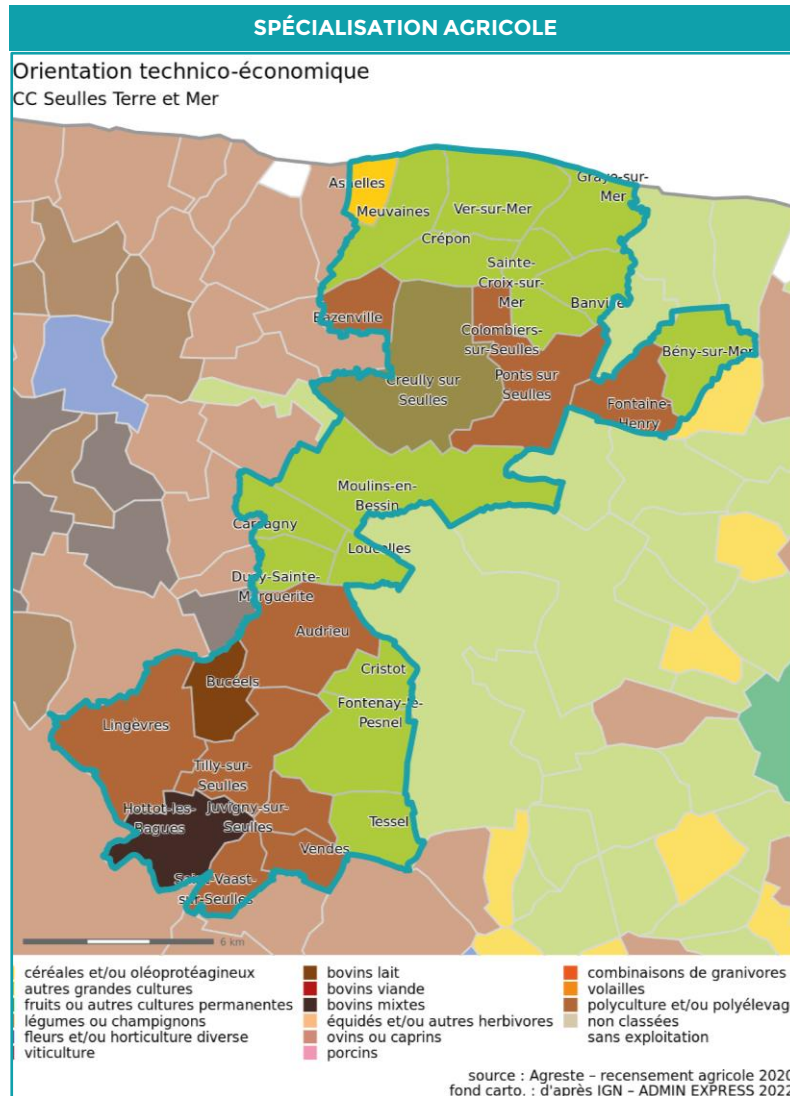 SPÉCIALISATION AGRICOLE
Orientation technico-économique
CC Seulles Terre et Mer
Asnelles
Graye-sur-
Mer
Meuvaines
Ver-sur-Mer
Crépon
Sainte-
Croix-sur-
Mer
Banville
Bazenville
Colombiers-
sur-Seulles
Bény-sur-Mer
Creully sur
Seulles
Ponts sur
Seulles
Fontaine-
Henry
Moulins-en-
Bessin
Carcagny
Loucelles
Ducy-Sainte-
Marguerite
Audrieu
Cristot
Bucéels
Fontenay-le-
Pesnel
Lingèvres
Tilly-sur-
Seulles
Hottot-les-
Bagues
Juvigny-sur-
Seulles
Tessel
Vendes
Saint-Vaast-
sur-Seulles
6 km
céréales et/ou oléoprotéagineux
autres grandes cultures
fruits ou autres cultures permanentes
légumes ou champignons
fleurs et/ou horticulture diverse
viticulture
bovins lait
bovins viande
bovins mixtes
équidés et/ou autres herbivores
ovins ou caprins
porcins
combinaisons de granivores
volailles
polyculture et/ou polyélevag
non classées
sans exploitation
source : Agreste – recensement agricole 2020
fond carto. : d'après IGN – ADMIN EXPRESS 2022